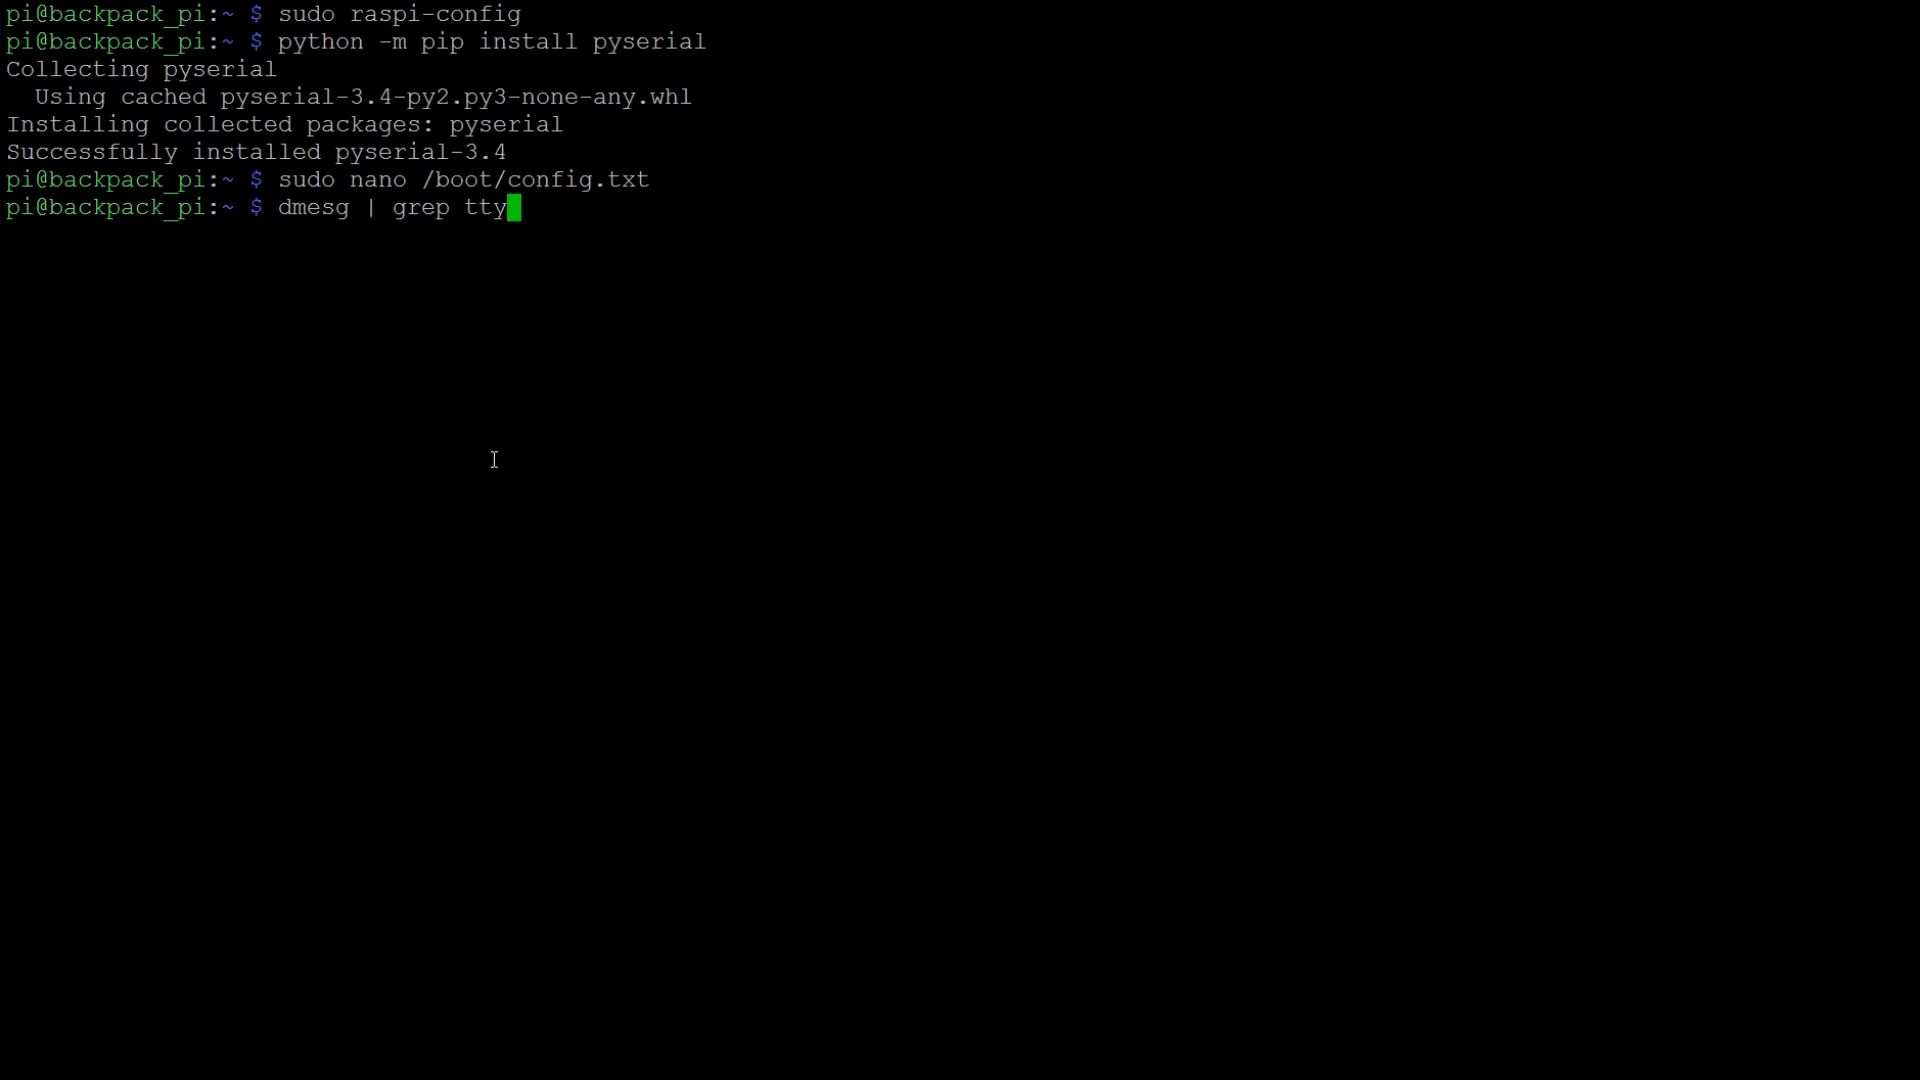 pi@backpack_pi:~ $ sudo raspi-config
pi@backpack_pi:~ $ python -m pip install pyserial
Collecting pyserial
  Using cached pyserial-3.4-py2.py3-none-any.whl
Installing collected packages: pyserial
Successfully installed pyserial-3.4
pi@backpack_pi:~ $ sudo nano /boot/config.txt
pi@backpack_pi:~ $ dmesg | grep tty